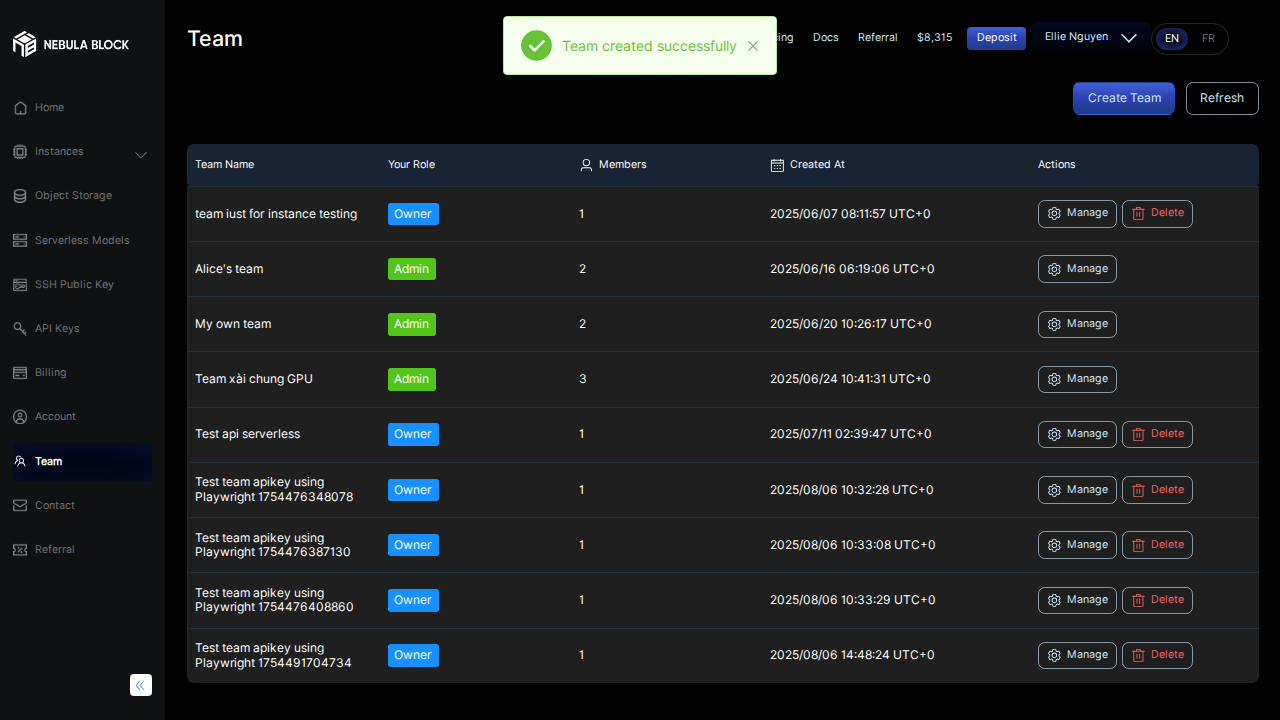 NEBULA BLOCK
Home
Instances
Object Storage
Serverless Models
SSH Public Key
API Keys
Billing
Account
Team
Contact
Referral
Team
Team created successfully
Docs
Referral
$8,315
Deposit
Ellie Nguyen
EN
FR
Create Team
Refresh
Team Name Your Role Members Created At Actions
team iust for instance testing Owner 1 2025/06/07 08:11:57 UTC+0 Manage Delete
Alice's team Admin 2 2025/06/16 06:19:06 UTC+0 Manage
My own team Admin 2 2025/06/20 10:26:17 UTC+0 Manage
Team xài chung GPU Admin 3 2025/06/24 10:41:31 UTC+0 Manage
Test api serverless Owner 1 2025/07/11 02:39:47 UTC+0 Manage Delete
Test team apikey using
Playwright 1754476348078 Owner 1 2025/08/06 10:32:28 UTC+0 Manage Delete
Test team apikey using
Playwright 1754476387130 Owner 1 2025/08/06 10:33:08 UTC+0 Manage Delete
Test team apikey using
Playwright 1754476408860 Owner 1 2025/08/06 10:33:29 UTC+0 Manage Delete
Test team apikey using
Playwright 1754491704734 Owner 1 2025/08/06 14:48:24 UTC+0 Manage Delete